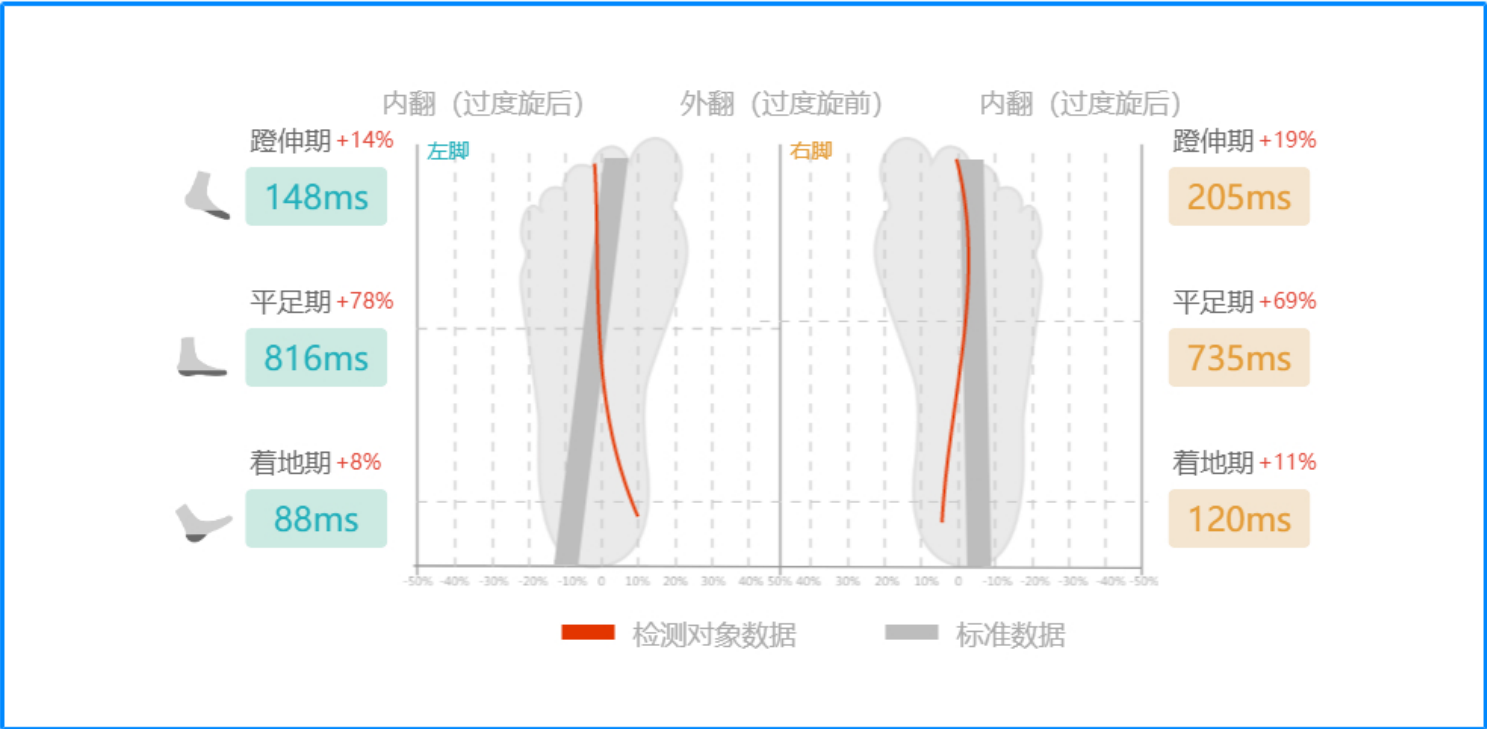 内翻（过度旋后） 外翻（过度旋前） 内翻（过度旋后）
蹬伸期 +14%
148ms
平足期 +78%
816ms
着地期 +8%
88ms
左脚
右脚
蹬伸期 +19%
205ms
平足期 +69%
735ms
着地期 +11%
120ms
-50% -40% -30% -20% -10% 0 10% 20% 30% 40% 50% 40% 30% 20% 10% 0 -10% -20% -30% -40% -50%
检测对象数据 标准数据